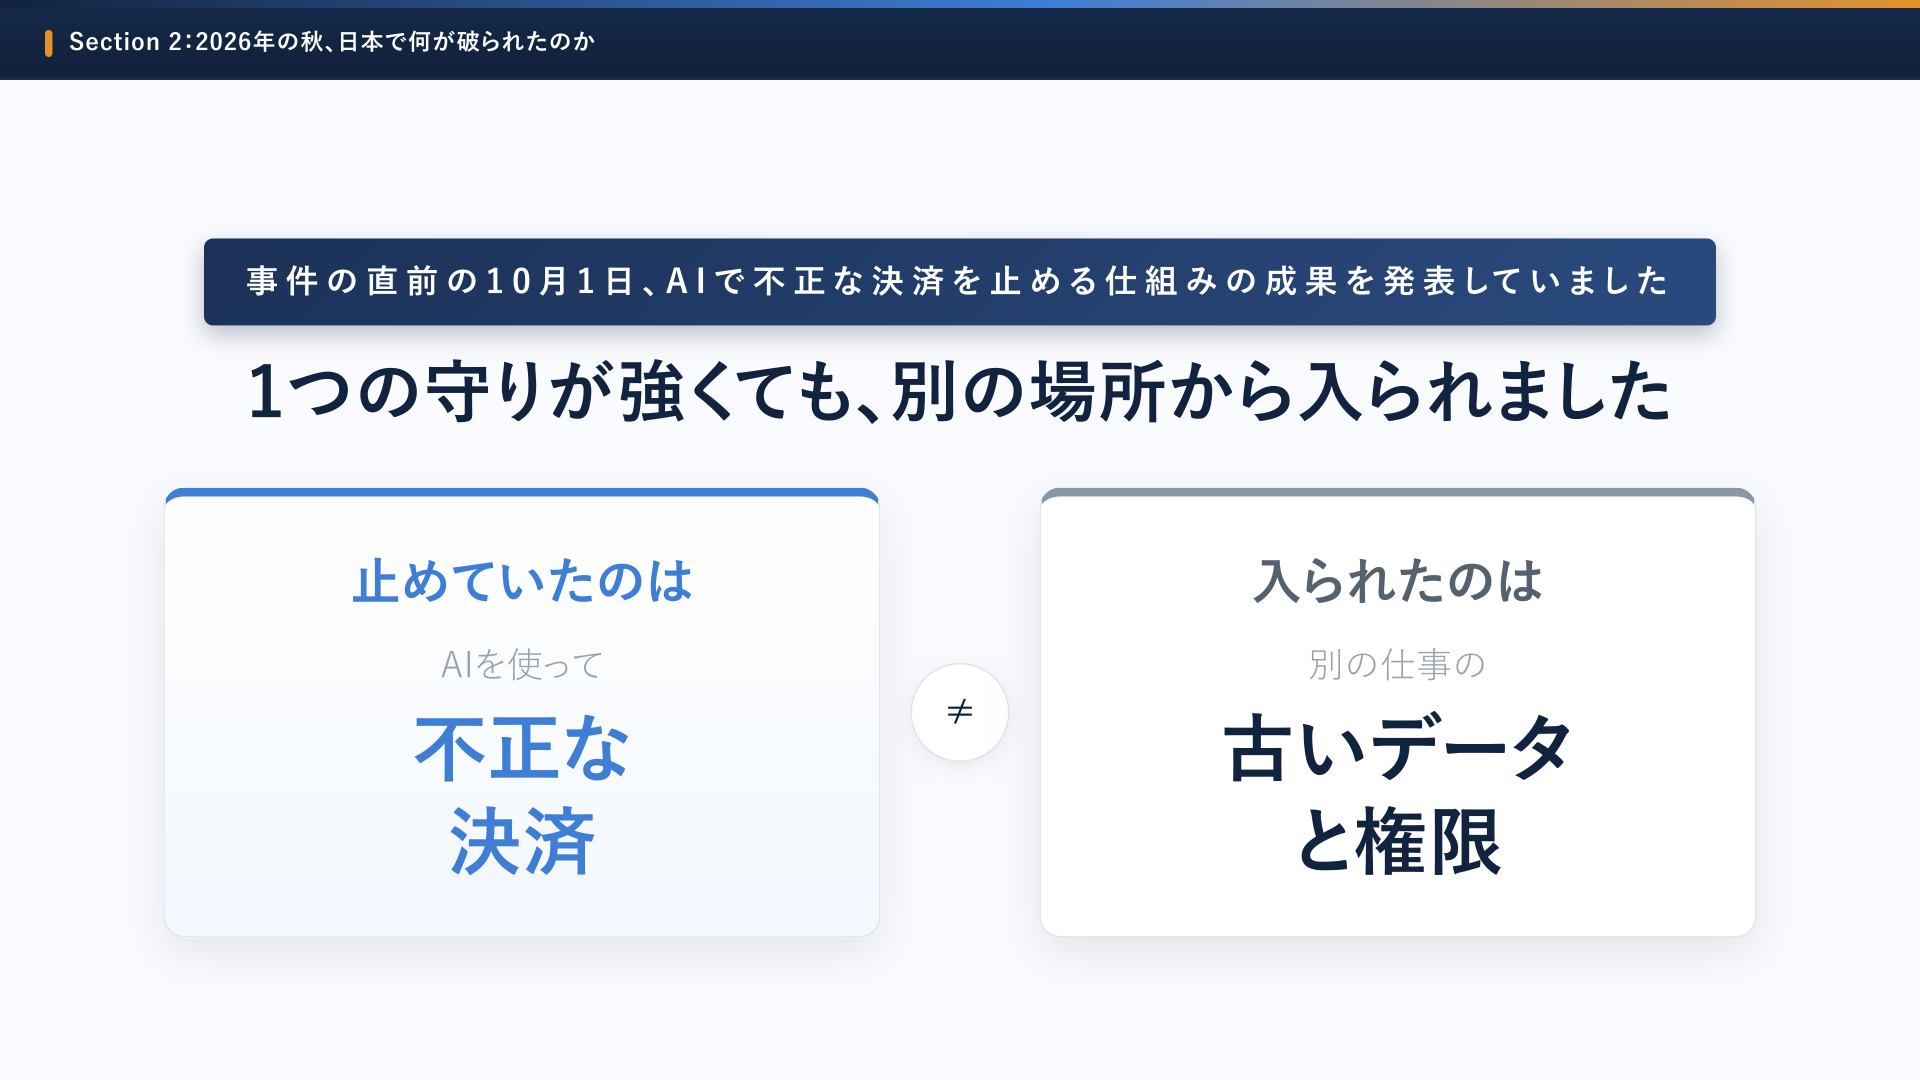 Section 2：2026年の秋、日本で何が破られたのか
事件の直前の10月1日、AIで不正な決済を止める仕組みの成果を発表していました
1つの守りが強くても、別の場所から入られました
止めていたのは
AIを使って
不正な
決済
≠
入られたのは
別の仕事の
古いデータ
と権限